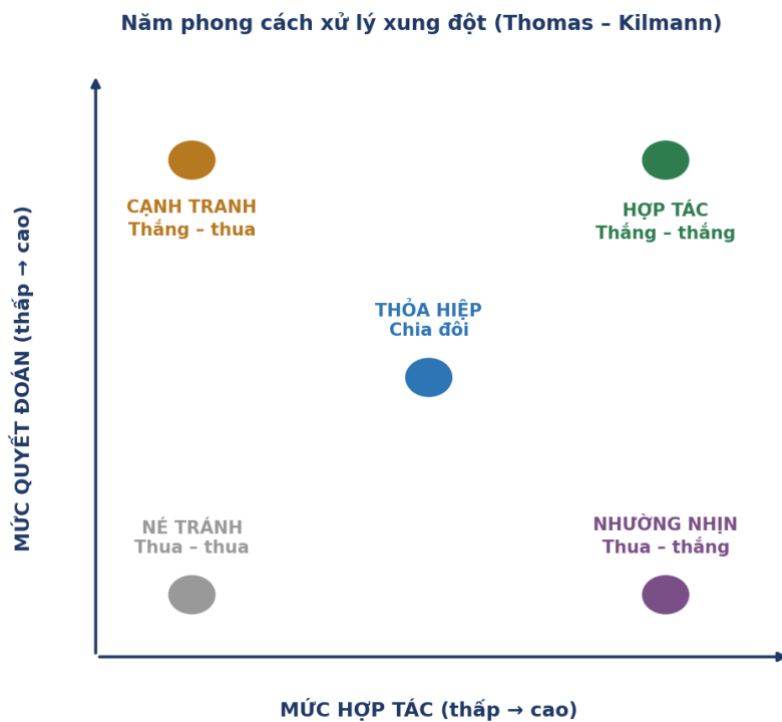 Năm phong cách xử lý xung đột (Thomas – Kilmann)
CẠNH TRANH
Thắng – thua
HỢP TÁC
Thắng – thắng
THỎA HIỆP
Chia đôi
NÉ TRÁNH
Thua – thua
NHƯỜNG NHỊN
Thua – thắng
MỨC QUYẾT ĐOÁN (thấp → cao)
MỨC HỢP TÁC (thấp → cao)